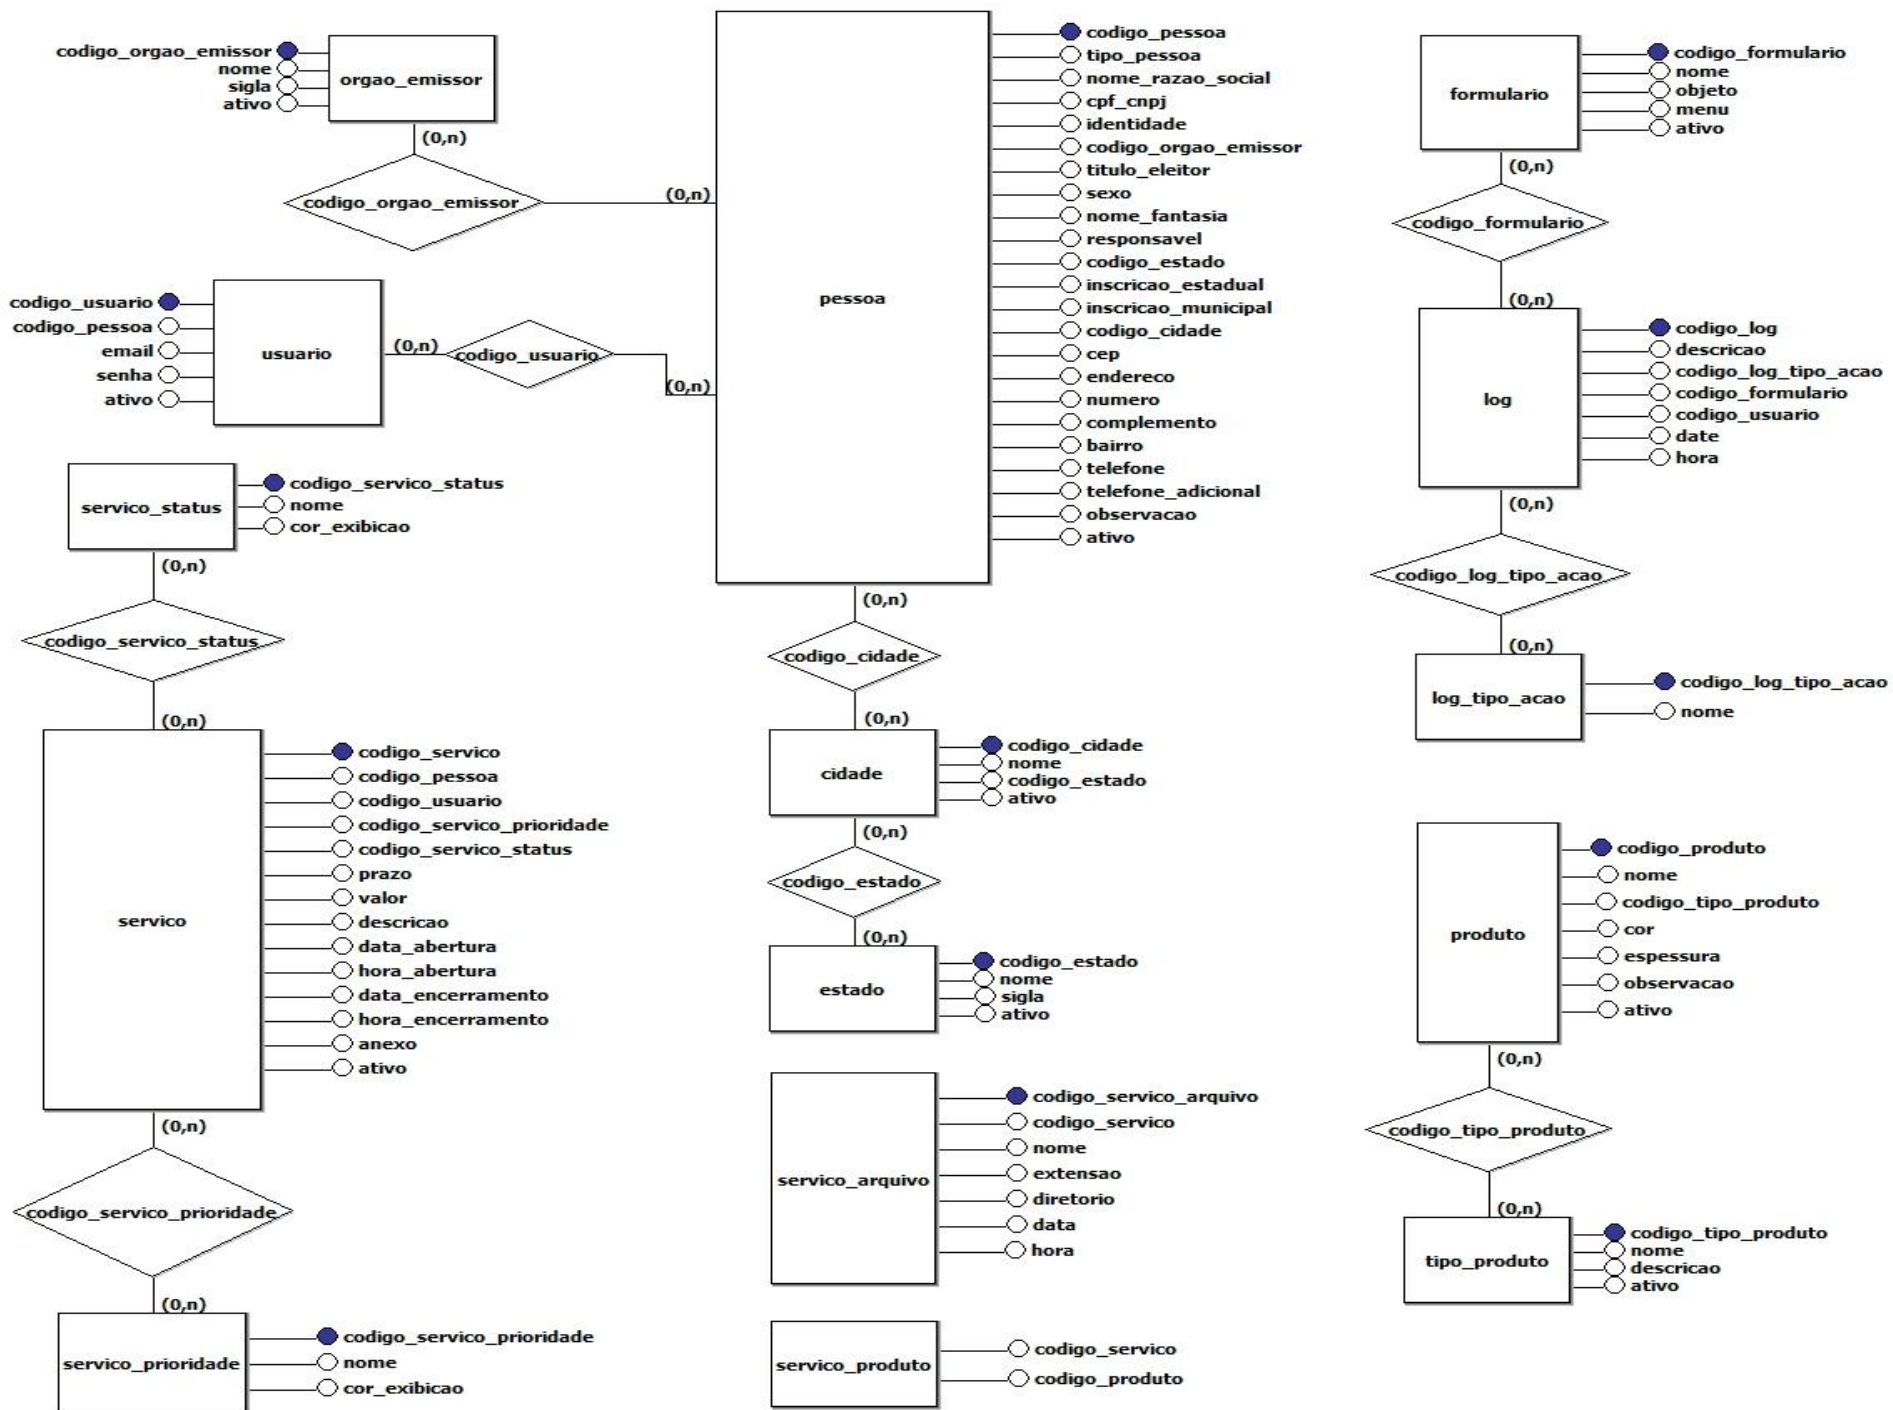 codigo_orgao_emissor
nome
sigla
ativo
orgao_emissor
(0,n)
codigo_orgao_emissor
(0,n)
codigo_usuario
codigo_pessoa
email
senha
ativo
usuario
(0,n)
codigo_usuario
(0,n)
pessoa
codigo_pessoa
tipo_pessoa
nome_razao_social
cpf_cnpj
identidade
codigo_orgao_emissor
titulo_eleitor
sexo
nome_fantasia
responsavel
codigo_estado
inscricao_estadual
inscricao_municipal
codigo_cidade
cep
endereco
numero
complemento
bairro
telefone
telefone_adicional
observacao
ativo
(0,n)
codigo_cidade
(0,n)
cidade
codigo_cidade
nome
codigo_estado
ativo
(0,n)
codigo_estado
(0,n)
estado
codigo_estado
nome
sigla
ativo
servico_status
codigo_servico_status
nome
cor_exibicao
(0,n)
codigo_servico_status
(0,n)
servico
codigo_servico
codigo_pessoa
codigo_usuario
codigo_servico_prioridade
codigo_servico_status
prazo
valor
descricao
data_abertura
hora_abertura
data_encerramento
hora_encerramento
anexo
ativo
(0,n)
codigo_servico_prioridade
(0,n)
servico_prioridade
codigo_servico_prioridade
nome
cor_exibicao
servico_arquivo
codigo_servico_arquivo
codigo_servico
nome
extensao
diretorio
data
hora
servico_produto
codigo_servico
codigo_produto
formulario
codigo_formulario
nome
objeto
menu
ativo
(0,n)
codigo_formulario
(0,n)
log
codigo_log
descricao
codigo_log_tipo_acao
codigo_formulario
codigo_usuario
date
hora
(0,n)
codigo_log_tipo_acao
(0,n)
log_tipo_acao
codigo_log_tipo_acao
nome
produto
codigo_produto
nome
codigo_tipo_produto
cor
espessura
observacao
ativo
(0,n)
codigo_tipo_produto
(0,n)
tipo_produto
codigo_tipo_produto
nome
descricao
ativo